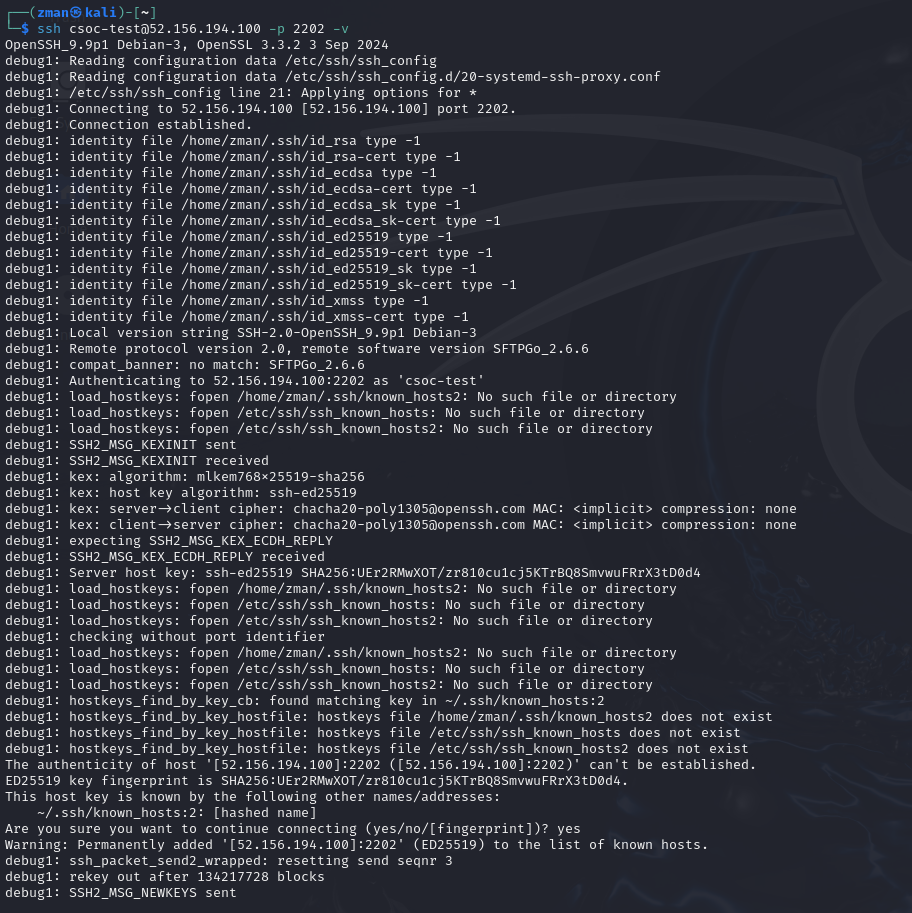 ┌──(zman㉿kali)-[~]
└─$ ssh csoc-test@52.156.194.100 -p 2202 -v
OpenSSH_9.9p1 Debian-3, OpenSSL 3.3.2 3 Sep 2024
debug1: Reading configuration data /etc/ssh/ssh_config
debug1: Reading configuration data /etc/ssh/ssh_config.d/20-systemd-ssh-proxy.conf
debug1: /etc/ssh/ssh_config line 21: Applying options for *
debug1: Connecting to 52.156.194.100 [52.156.194.100] port 2202.
debug1: Connection established.
debug1: identity file /home/zman/.ssh/id_rsa type -1
debug1: identity file /home/zman/.ssh/id_rsa-cert type -1
debug1: identity file /home/zman/.ssh/id_ecdsa type -1
debug1: identity file /home/zman/.ssh/id_ecdsa-cert type -1
debug1: identity file /home/zman/.ssh/id_ecdsa_sk type -1
debug1: identity file /home/zman/.ssh/id_ecdsa_sk-cert type -1
debug1: identity file /home/zman/.ssh/id_ed25519 type -1
debug1: identity file /home/zman/.ssh/id_ed25519-cert type -1
debug1: identity file /home/zman/.ssh/id_ed25519_sk type -1
debug1: identity file /home/zman/.ssh/id_ed25519_sk-cert type -1
debug1: identity file /home/zman/.ssh/id_xmss type -1
debug1: identity file /home/zman/.ssh/id_xmss-cert type -1
debug1: Local version string SSH-2.0-OpenSSH_9.9p1 Debian-3
debug1: Remote protocol version 2.0, remote software version SFTPGo_2.6.6
debug1: compat_banner: no match: SFTPGo_2.6.6
debug1: Authenticating to 52.156.194.100:2202 as 'csoc-test'
debug1: load_hostkeys: fopen /home/zman/.ssh/known_hosts2: No such file or directory
debug1: load_hostkeys: fopen /etc/ssh/ssh_known_hosts: No such file or directory
debug1: load_hostkeys: fopen /etc/ssh/ssh_known_hosts2: No such file or directory
debug1: SSH2_MSG_KEXINIT sent
debug1: SSH2_MSG_KEXINIT received
debug1: kex: algorithm: mlkem768×25519-sha256
debug1: kex: host key algorithm: ssh-ed25519
debug1: kex: server→client cipher: chacha20-poly1305@openssh.com MAC: <implicit> compression: none
debug1: kex: client→server cipher: chacha20-poly1305@openssh.com MAC: <implicit> compression: none
debug1: expecting SSH2_MSG_KEX_ECDH_REPLY
debug1: SSH2_MSG_KEX_ECDH_REPLY received
debug1: Server host key: ssh-ed25519 SHA256:UEr2RMwXOT/zr810cu1cj5KTrBQ8SmvwuFRrX3tD0d4
debug1: load_hostkeys: fopen /home/zman/.ssh/known_hosts2: No such file or directory
debug1: load_hostkeys: fopen /etc/ssh/ssh_known_hosts: No such file or directory
debug1: load_hostkeys: fopen /etc/ssh/ssh_known_hosts2: No such file or directory
debug1: checking without port identifier
debug1: load_hostkeys: fopen /home/zman/.ssh/known_hosts2: No such file or directory
debug1: load_hostkeys: fopen /etc/ssh/ssh_known_hosts: No such file or directory
debug1: load_hostkeys: fopen /etc/ssh/ssh_known_hosts2: No such file or directory
debug1: hostkeys_find_by_key_cb: found matching key in ~/.ssh/known_hosts:2
debug1: hostkeys_find_by_key_hostfile: hostkeys file /home/zman/.ssh/known_hosts2 does not exist
debug1: hostkeys_find_by_key_hostfile: hostkeys file /etc/ssh/ssh_known_hosts does not exist
debug1: hostkeys_find_by_key_hostfile: hostkeys file /etc/ssh/ssh_known_hosts2 does not exist
The authenticity of host '[52.156.194.100]:2202 ([52.156.194.100]:2202)' can't be established.
ED25519 key fingerprint is SHA256:UEr2RMwXOT/zr810cu1cj5KTrBQ8SmvwuFRrX3tD0d4.
This host key is known by the following other names/addresses:
    ~/.ssh/known_hosts:2: [hashed name]
Are you sure you want to continue connecting (yes/no/[fingerprint])? yes
Warning: Permanently added '[52.156.194.100]:2202' (ED25519) to the list of known hosts.
debug1: ssh_packet_send2_wrapped: resetting send seqnr 3
debug1: rekey out after 134217728 blocks
debug1: SSH2_MSG_NEWKEYS sent